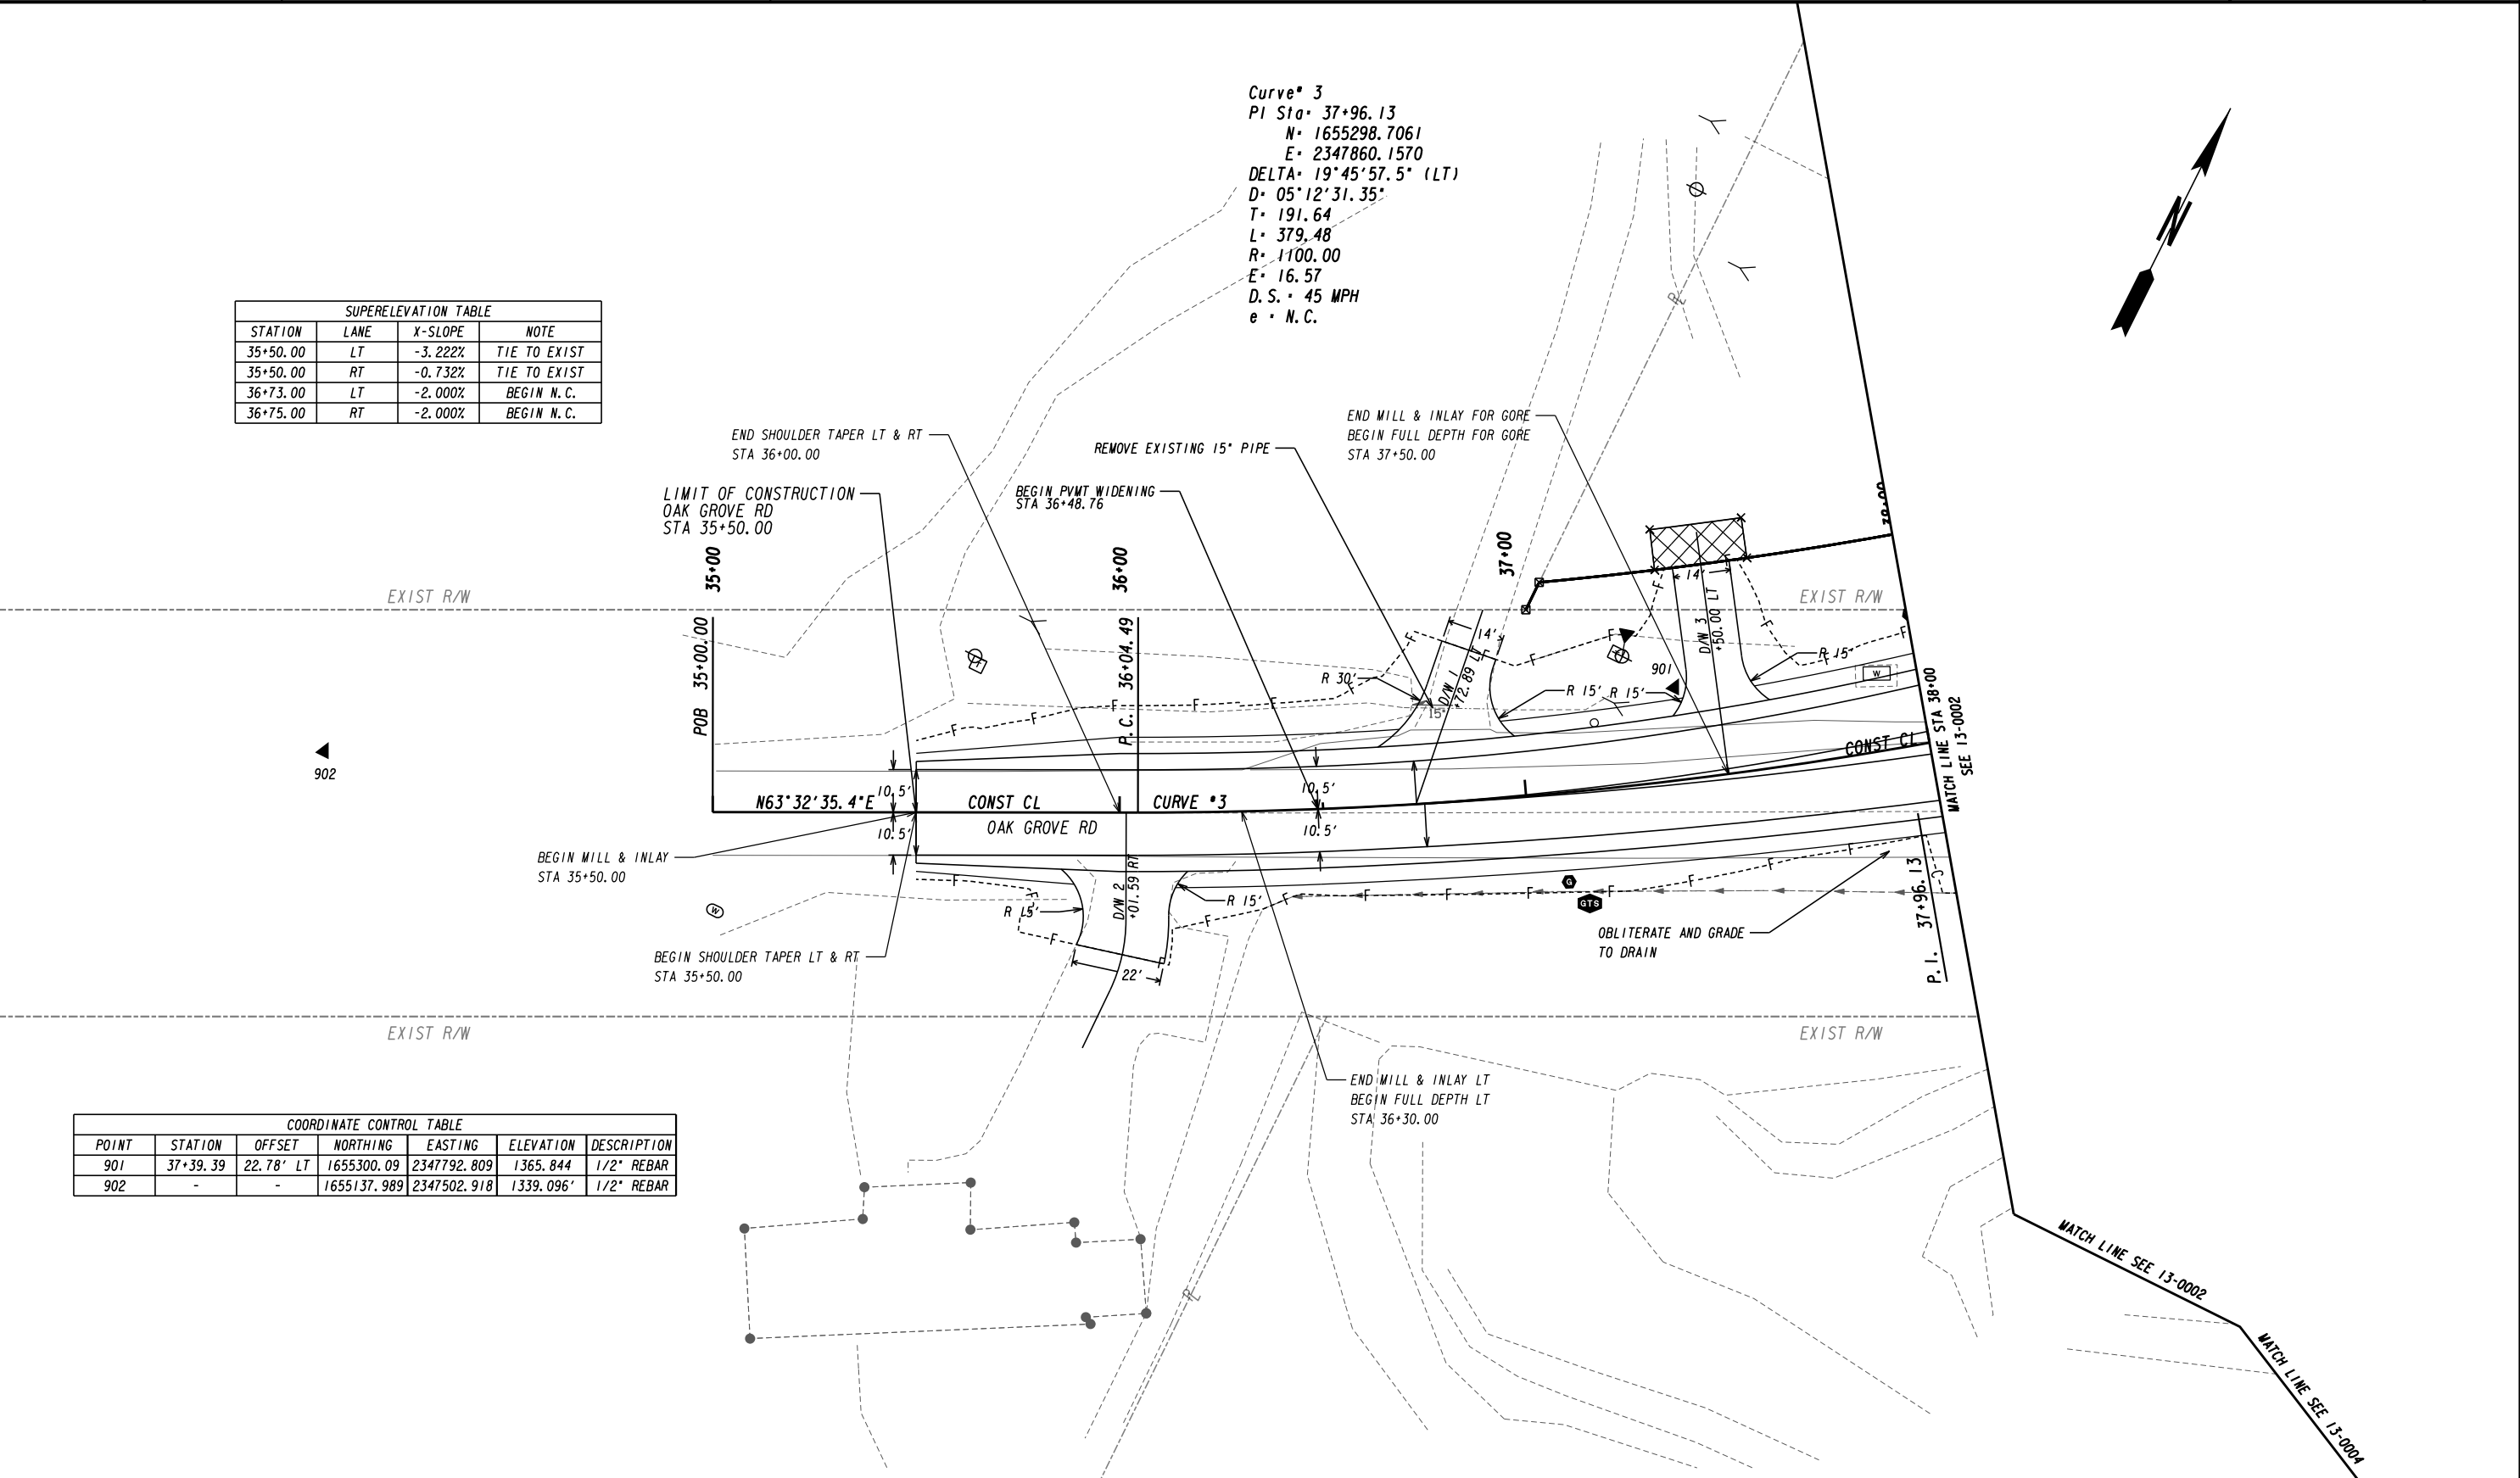 Curve# 3
PI Sta= 37+96.13
N= 1655298.7061
E= 2347860.1570
DELTA= 19°45'57.5" (LT)
D= 05°12'31.35"
T= 191.64
L= 379.48
R= 1100.00
E= 16.57
D.S.= 45 MPH
e = N.C.
N
SUPERELEVATION TABLE
STATION LANE X-SLOPE NOTE
35+50.00 LT -3.222% TIE TO EXIST
35+50.00 RT -0.732% TIE TO EXIST
36+73.00 LT -2.000% BEGIN N.C.
36+75.00 RT -2.000% BEGIN N.C.
END SHOULDER TAPER LT & RT
STA 36+00.00
REMOVE EXISTING 15" PIPE
END MILL & INLAY FOR GORE
BEGIN FULL DEPTH FOR GORE
STA 37+50.00
LIMIT OF CONSTRUCTION
OAK GROVE RD
STA 35+50.00
BEGIN PVMT WIDENING
STA 36+48.76
35+00
36+00
37+00
38+00
EXIST R/W
EXIST R/W
POB 35+00.00
P.C. 36+04.49
R 30'
14'
D/W 1
+72.89 LT
15"
R 15'
R 15'
901
14'
D/W 3
+50.00 LT
R 15'
W
902
N63°32'35.4"E
10.5'
10.5'
CONST CL
CURVE #3
OAK GROVE RD
10.5'
10.5'
CONST CL
MATCH LINE STA 38+00
SEE 13-0002
BEGIN MILL & INLAY
STA 35+50.00
W
R 15'
D/W 2
+01.59 RT
R 15'
22'
G
GTS
OBLITERATE AND GRADE
TO DRAIN
P.I. 37+96.13
BEGIN SHOULDER TAPER LT & RT
STA 35+50.00
EXIST R/W
EXIST R/W
END MILL & INLAY LT
BEGIN FULL DEPTH LT
STA 36+30.00
COORDINATE CONTROL TABLE
POINT STATION OFFSET NORTHING EASTING ELEVATION DESCRIPTION
901 37+39.39 22.78' LT 1655300.09 2347792.809 1365.844 1/2" REBAR
902 - - 1655137.989 2347502.918 1339.096' 1/2" REBAR
MATCH LINE SEE 13-0002
MATCH LINE SEE 13-0004